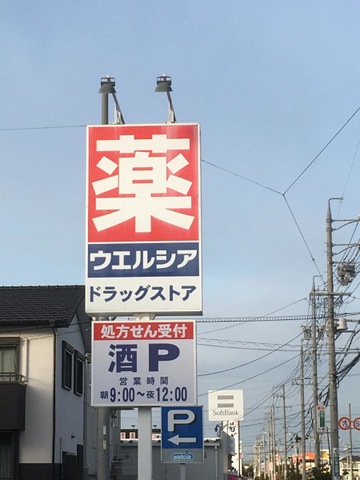 薬
ウエルシア
ドラッグストア
処方せん受付
酒 P
営業時間
朝9:00〜夜12:00
P
welcia
SoftBank